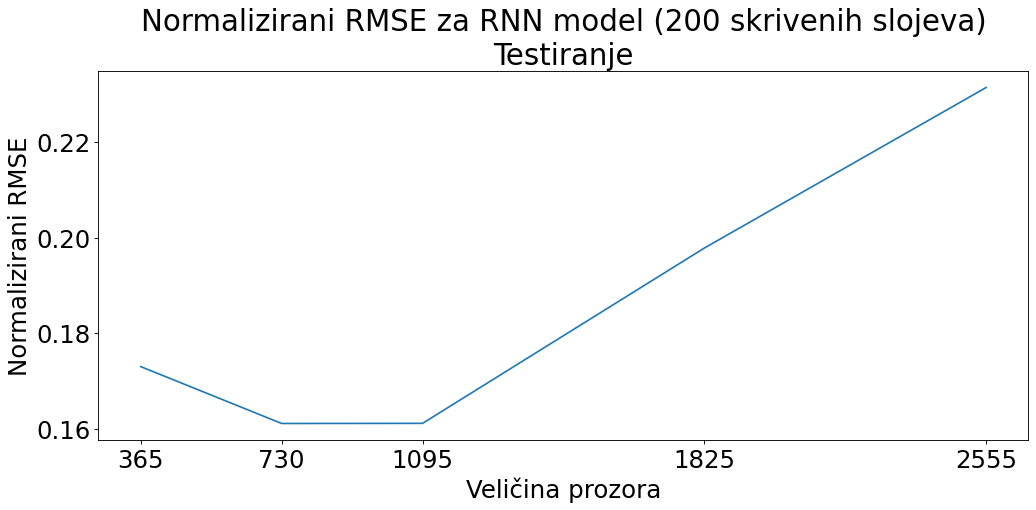 Normalizirani RMSE za RNN model (200 skrivenih slojeva)
Testiranje
Normalizirani RMSE
0.22
0.20
0.18
0.16
365 730 1095 1825 2555
Veličina prozora